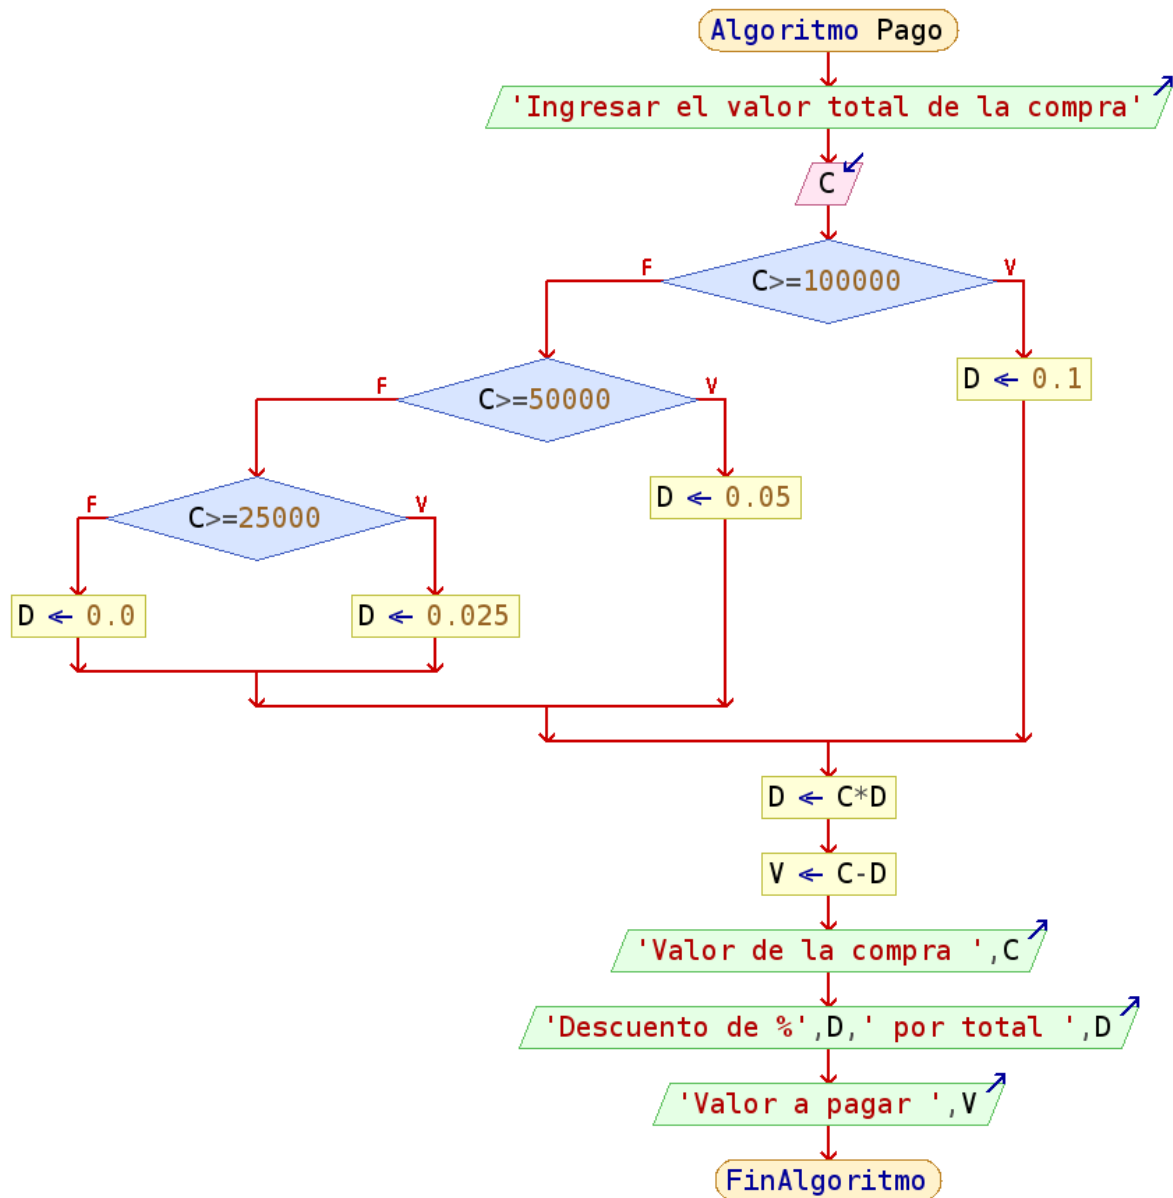 Algoritmo Pago
'Ingresar el valor total de la compra'
C
F
C>=100000
V
F
C>=50000
V
D ← 0.1
F
C>=25000
V
D ← 0.05
D ← 0.0
D ← 0.025
D ← C*D
V ← C-D
'Valor de la compra ',C
'Descuento de %',D,' por total ',D
'Valor a pagar ',V
FinAlgoritmo